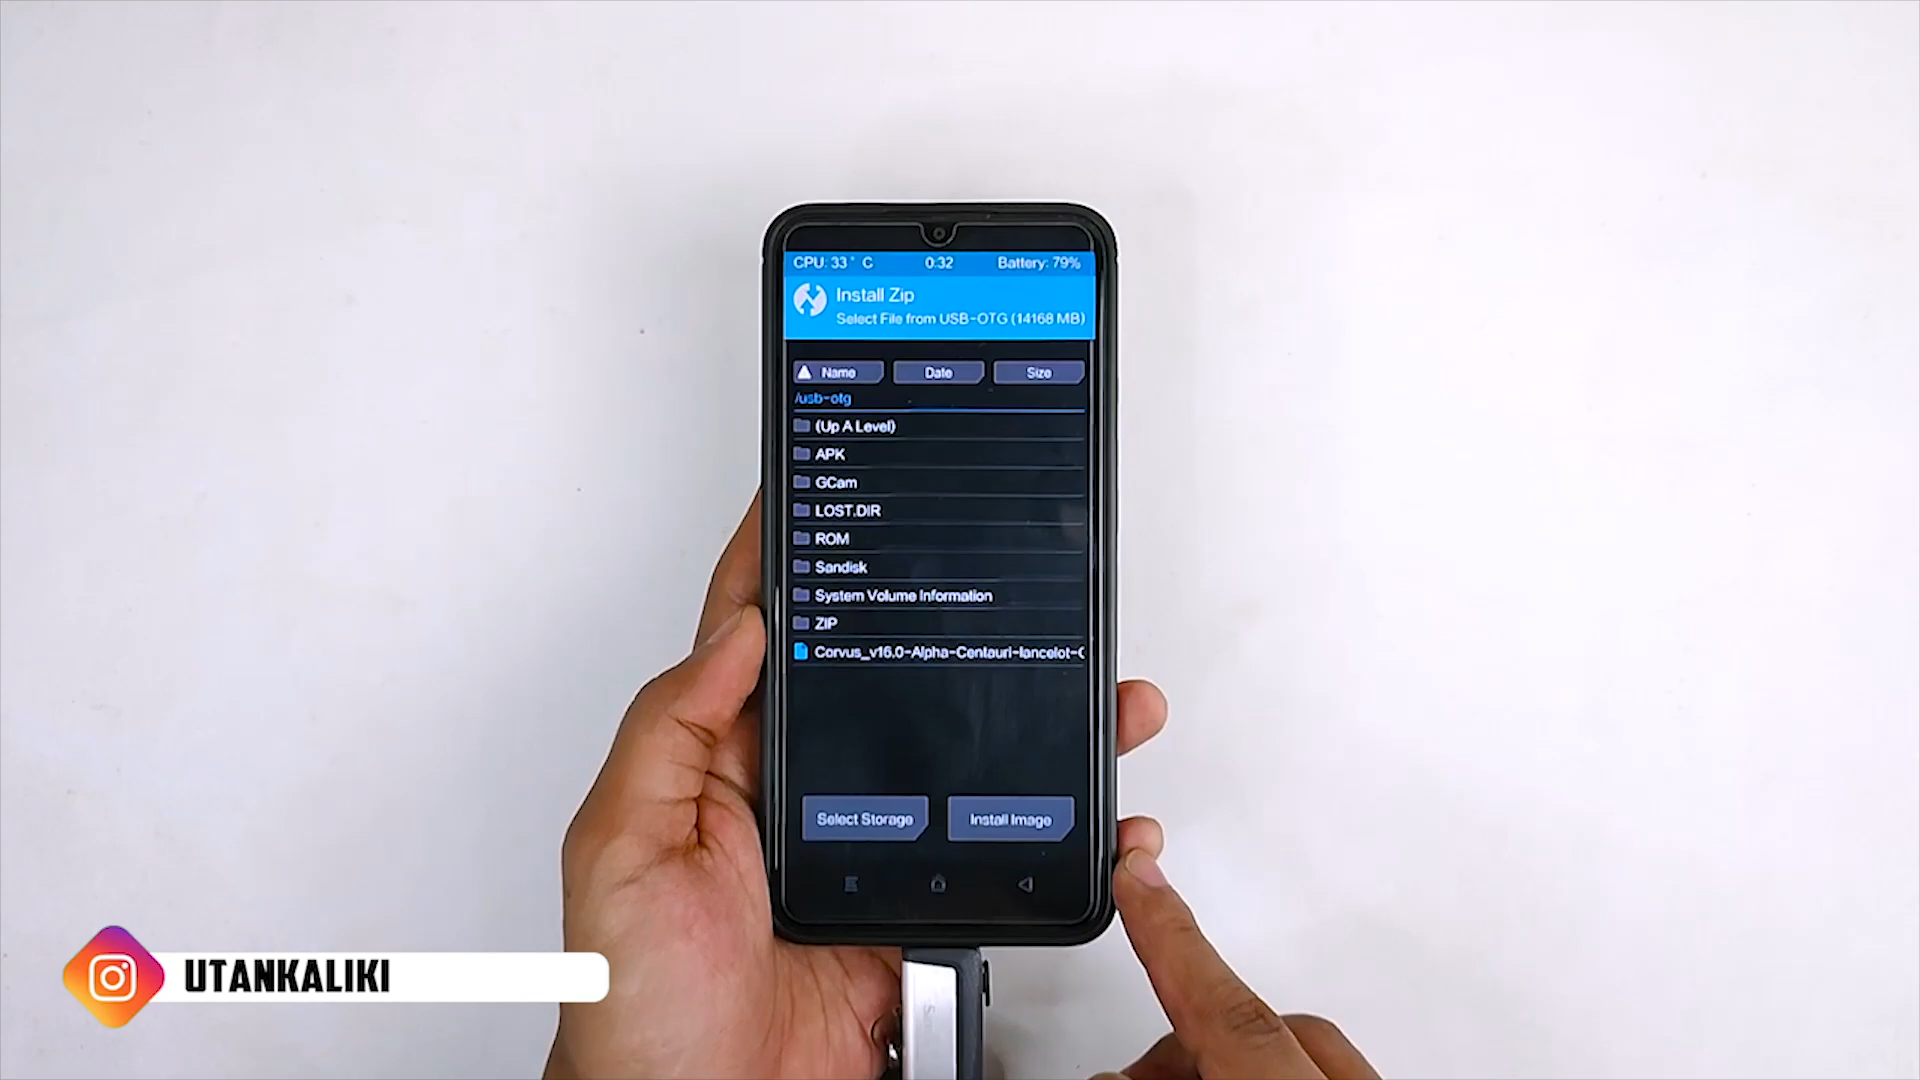 CPU: 33 ° C 0:32 Battery: 79%
Install Zip
Select File from USB-OTG (14168 MB)
Name Date Size
/usb-otg
(Up A Level)
APK
GCam
LOST.DIR
ROM
Sandisk
System Volume Information
ZIP
Corvus_v16.0-Alpha-Centauri-lancelot-
Select Storage Install Image
UTANKALIKI